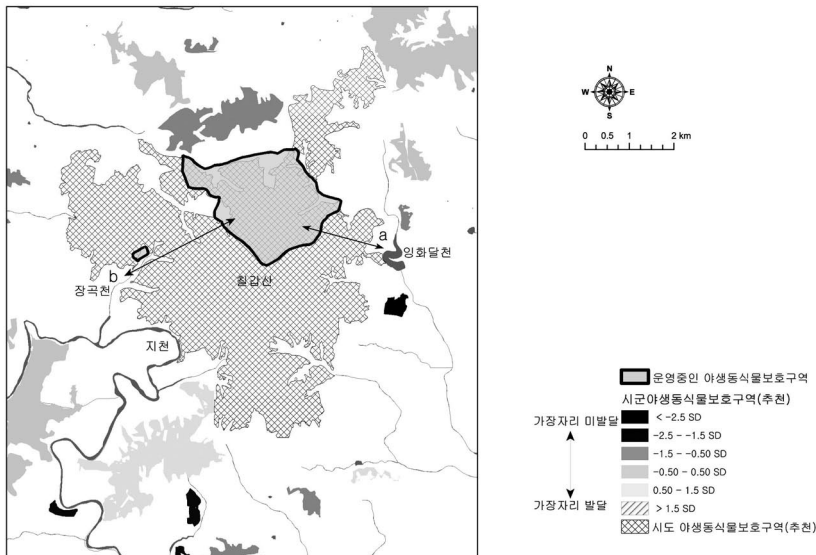 N
W E
S
0 0.5 1 2 km
a
잉화달천
b
장곡천
칠갑산
지천
운영중인 야생동식물보호구역
시군야생동식물보호구역(추천)
가장자리 미발달
< -2.5 SD
-2.5 - -1.5 SD
-1.5 - -0.50 SD
-0.50 - 0.50 SD
0.50 - 1.5 SD
가장자리 발달
> 1.5 SD
시도 야생동식물보호구역(추천)